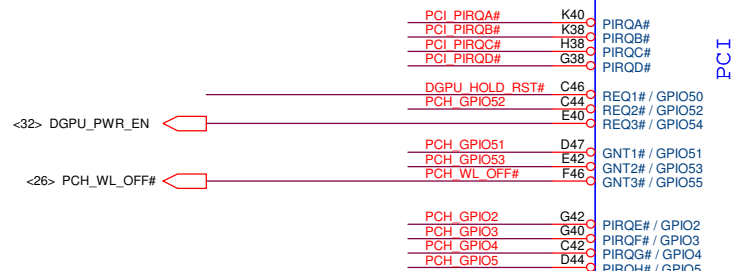 PCI_PIRQA# K40 PIRQA#
PCI_PIRQB# K38 PIRQB#
PCI_PIRQC# H38 PIRQC#
PCI_PIRQD# G38 PIRQD#
PCI
DGPU_HOLD_RST# C46 REQ1# / GPIO50
PCH_GPIO52 C44 REQ2# / GPIO52
<32> DGPU_PWR_EN E40 REQ3# / GPIO54
PCH_GPIO51 D47 GNT1# / GPIO51
PCH_GPIO53 E42 GNT2# / GPIO53
<26> PCH_WL_OFF# PCH_WL_OFF# F46 GNT3# / GPIO55
PCH_GPIO2 G42 PIRQE# / GPIO2
PCH_GPIO3 G40 PIRQF# / GPIO3
PCH_GPIO4 C42 PIRQG# / GPIO4
PCH_GPIO5 D44 PIRQH# / GPIO5